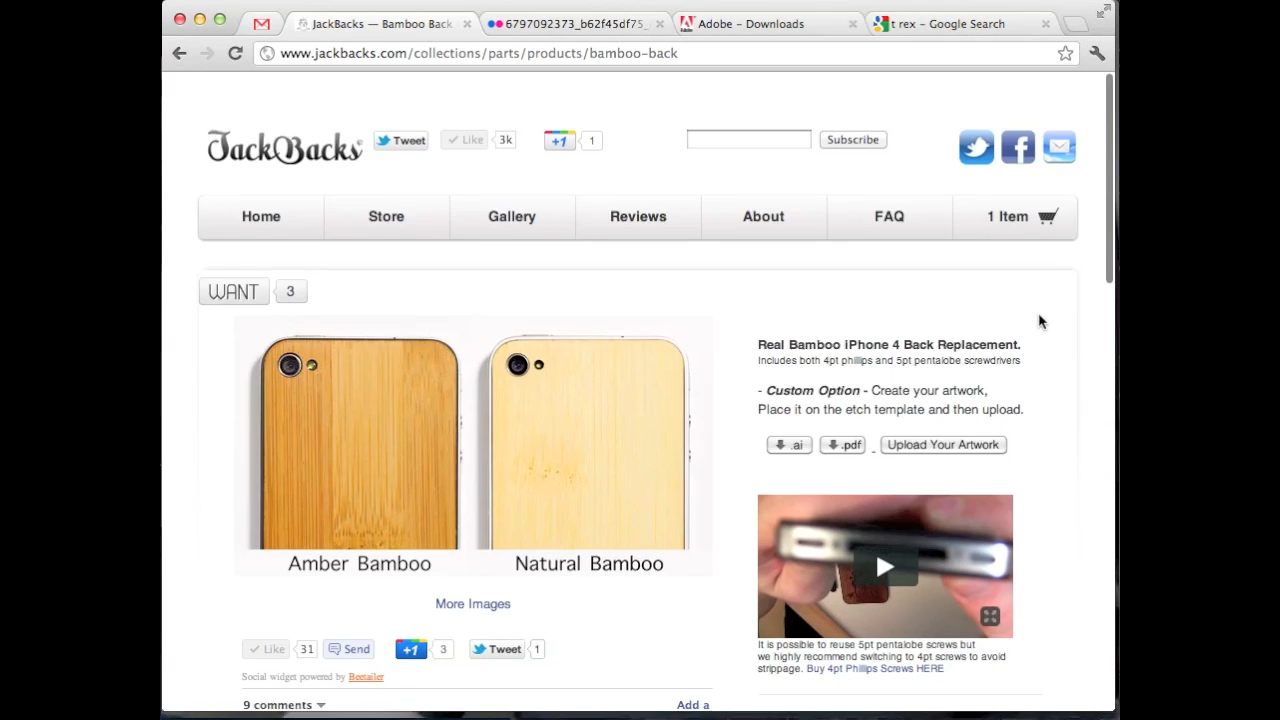 JackBacks — Bamboo Back
6797092373_b62f45df75_
Adobe – Downloads
t rex – Google Search
www.jackbacks.com/collections/parts/products/bamboo-back
JackBacks
Tweet
Like
3k
+1
1
Subscribe
Home
Store
Gallery
Reviews
About
FAQ
1 Item
WANT
3
Amber Bamboo
Natural Bamboo
More Images
Like
31
Send
+1
3
Tweet
1
Social widget powered by Beetailer
9 comments
Add a
Real Bamboo iPhone 4 Back Replacement.
Includes both 4pt phillips and 5pt pentalobe screwdrivers
- Custom Option - Create your artwork,
Place it on the etch template and then upload.
.ai
.pdf
Upload Your Artwork
It is possible to reuse 5pt pentalobe screws but
we highly recommend switching to 4pt screws to avoid
strippage. Buy 4pt Phillips Screws HERE